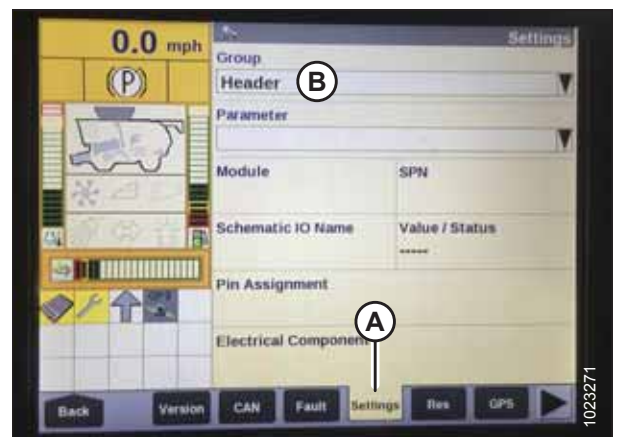 0.0 mph
Settings
Group
(P)
Header
B
Parameter
Module
SPN
Schematic IO Name
Value / Status
-----
Pin Assignment
A
Electrical Component
Back
Version
CAN
Fault
Settings
Res
GPS
1023271